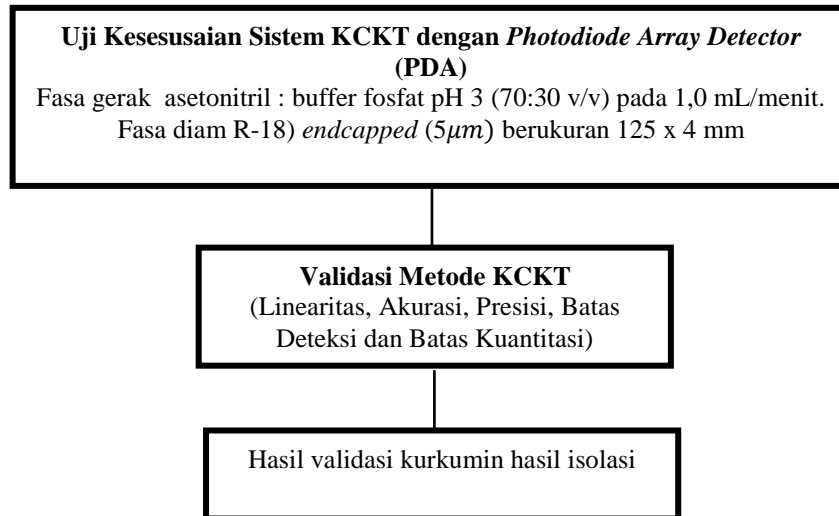 Uji Kesesusaian Sistem KCKT dengan Photodiode Array Detector
(PDA)
Fasa gerak asetonitril : buffer fosfat pH 3 (70:30 v/v) pada 1,0 mL/menit.
Fasa diam R-18) endcapped (5𝜇𝑚) berukuran 125 x 4 mm
Validasi Metode KCKT
(Linearitas, Akurasi, Presisi, Batas
Deteksi dan Batas Kuantitasi)
Hasil validasi kurkumin hasil isolasi